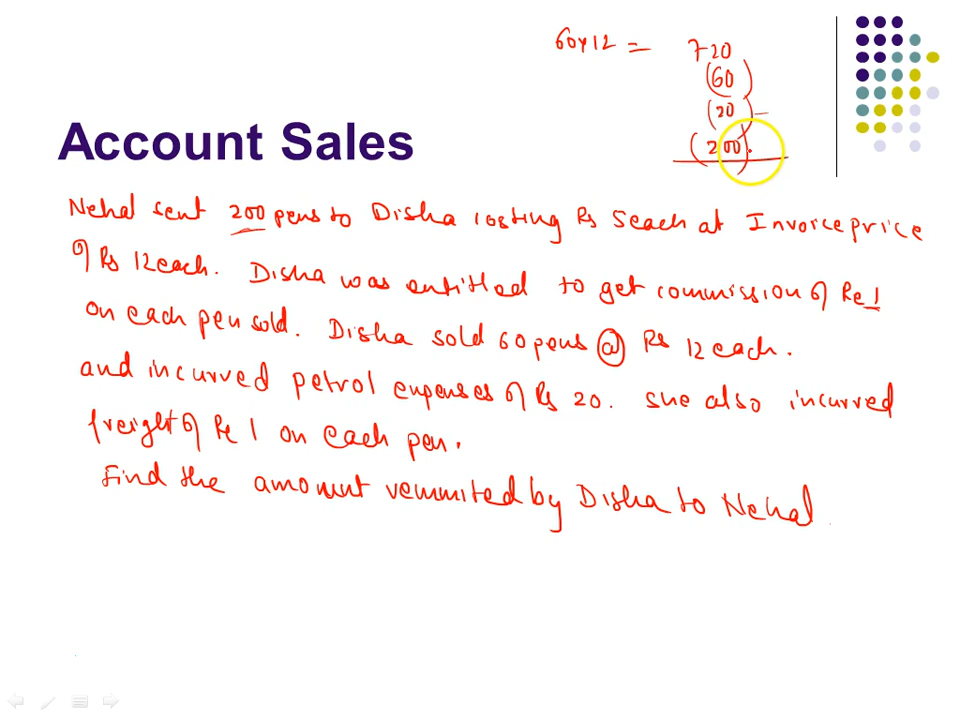 60x12 = 720
(60)
(20)
(200)
Account Sales
Nehal sent 200 pens to Disha costing Rs 5 each at Invoice price
of Rs 12 each. Disha was entitled to get commission of Re 1
on each pen sold. Disha sold 60 pens @ Rs 12 each.
and incurred petrol expenses of Rs 20. she also incurred
freight of Re 1 on each pen.
Find the amount remmited by Disha to Nehal.